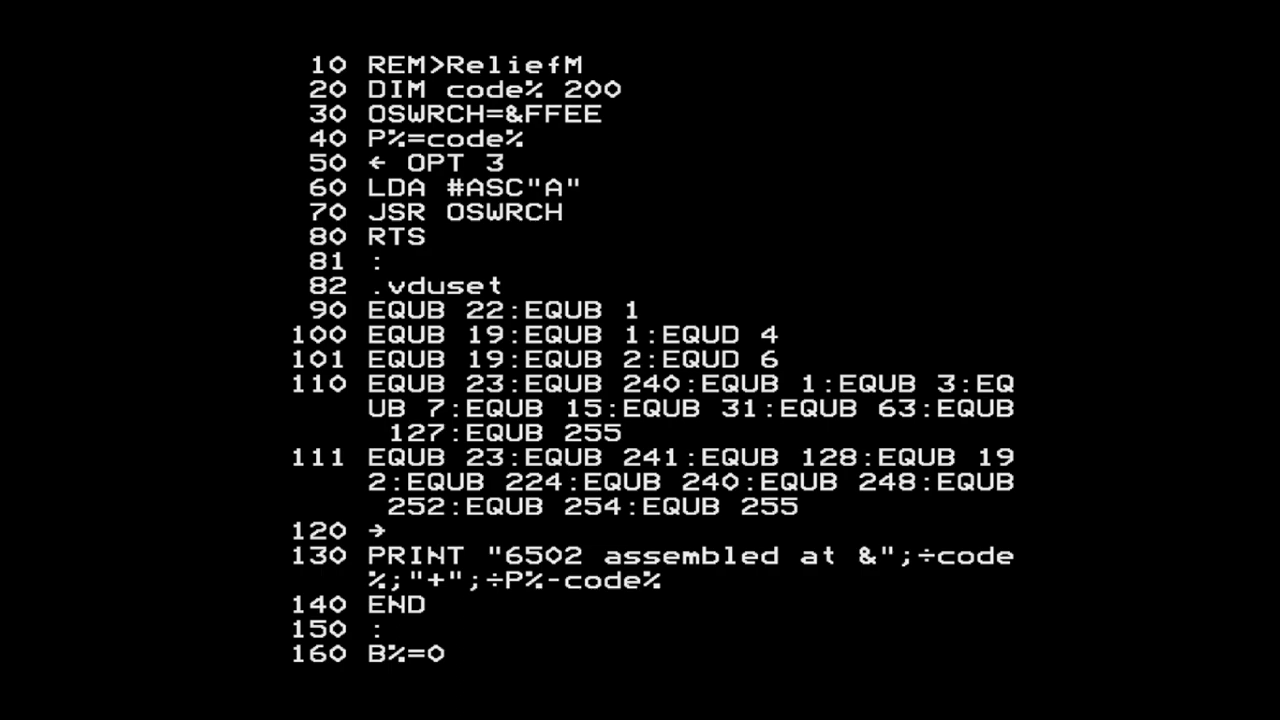 10 REM>ReliefM
20 DIM code% 200
30 OSWRCH=&FFEE
40 P%=code%
50 ← OPT 3
60 LDA #ASC"A"
70 JSR OSWRCH
80 RTS
81 :
82 .vduset
90 EQUB 22:EQUB 1
100 EQUB 19:EQUB 1:EQUD 4
101 EQUB 19:EQUB 2:EQUD 6
110 EQUB 23:EQUB 240:EQUB 1:EQUB 3:EQ
UB 7:EQUB 15:EQUB 31:EQUB 63:EQUB
127:EQUB 255
111 EQUB 23:EQUB 241:EQUB 128:EQUB 19
2:EQUB 224:EQUB 240:EQUB 248:EQUB
252:EQUB 254:EQUB 255
120 →
130 PRINT "6502 assembled at &";÷code
%;"+";÷P%-code%
140 END
150 :
160 B%=0